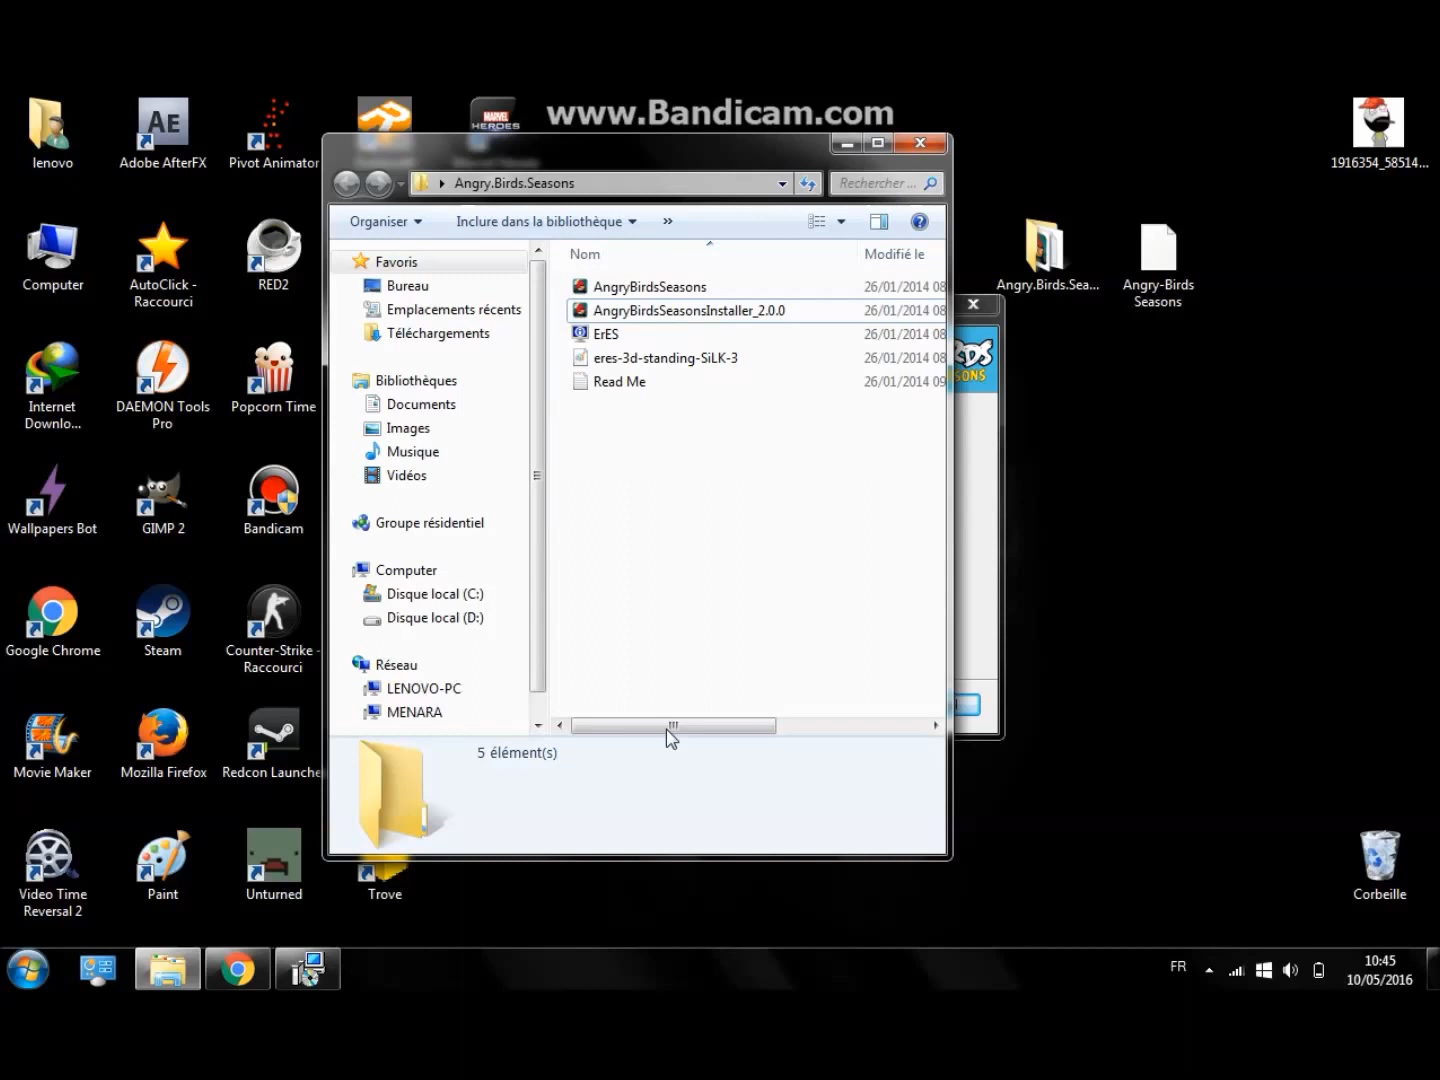 www.Bandicam.com
lenovo
Adobe AfterFX
Pivot Animator
MARVEL
HEROES
1916354_58514...
Angry.Birds.Seasons
Rechercher ...
Organiser
Inclure dans la bibliothèque
»
Computer
AutoClick -
Raccourci
RED2
Angry.Birds.Sea...
Angry-Birds
Seasons
Favoris
Bureau
Emplacements récents
Téléchargements
Bibliothèques
Documents
Images
Musique
Vidéos
Groupe résidentiel
Computer
Disque local (C:)
Disque local (D:)
Réseau
LENOVO-PC
MENARA
Nom
Modifié le
AngryBirdsSeasons
26/01/2014 08
AngryBirdsSeasonsInstaller_2.0.0
26/01/2014 08
ErES
26/01/2014 08
eres-3d-standing-SiLK-3
26/01/2014 08
Read Me
26/01/2014 09
5 élément(s)
Internet
Downlo...
DAEMON Tools
Pro
Popcorn Time
Wallpapers Bot
GIMP 2
Bandicam
Google Chrome
Steam
Counter-Strike -
Raccourci
Movie Maker
Mozilla Firefox
Redcon Launche
Video Time
Reversal 2
Paint
Unturned
Trove
Corbeille
FR
10:45
10/05/2016